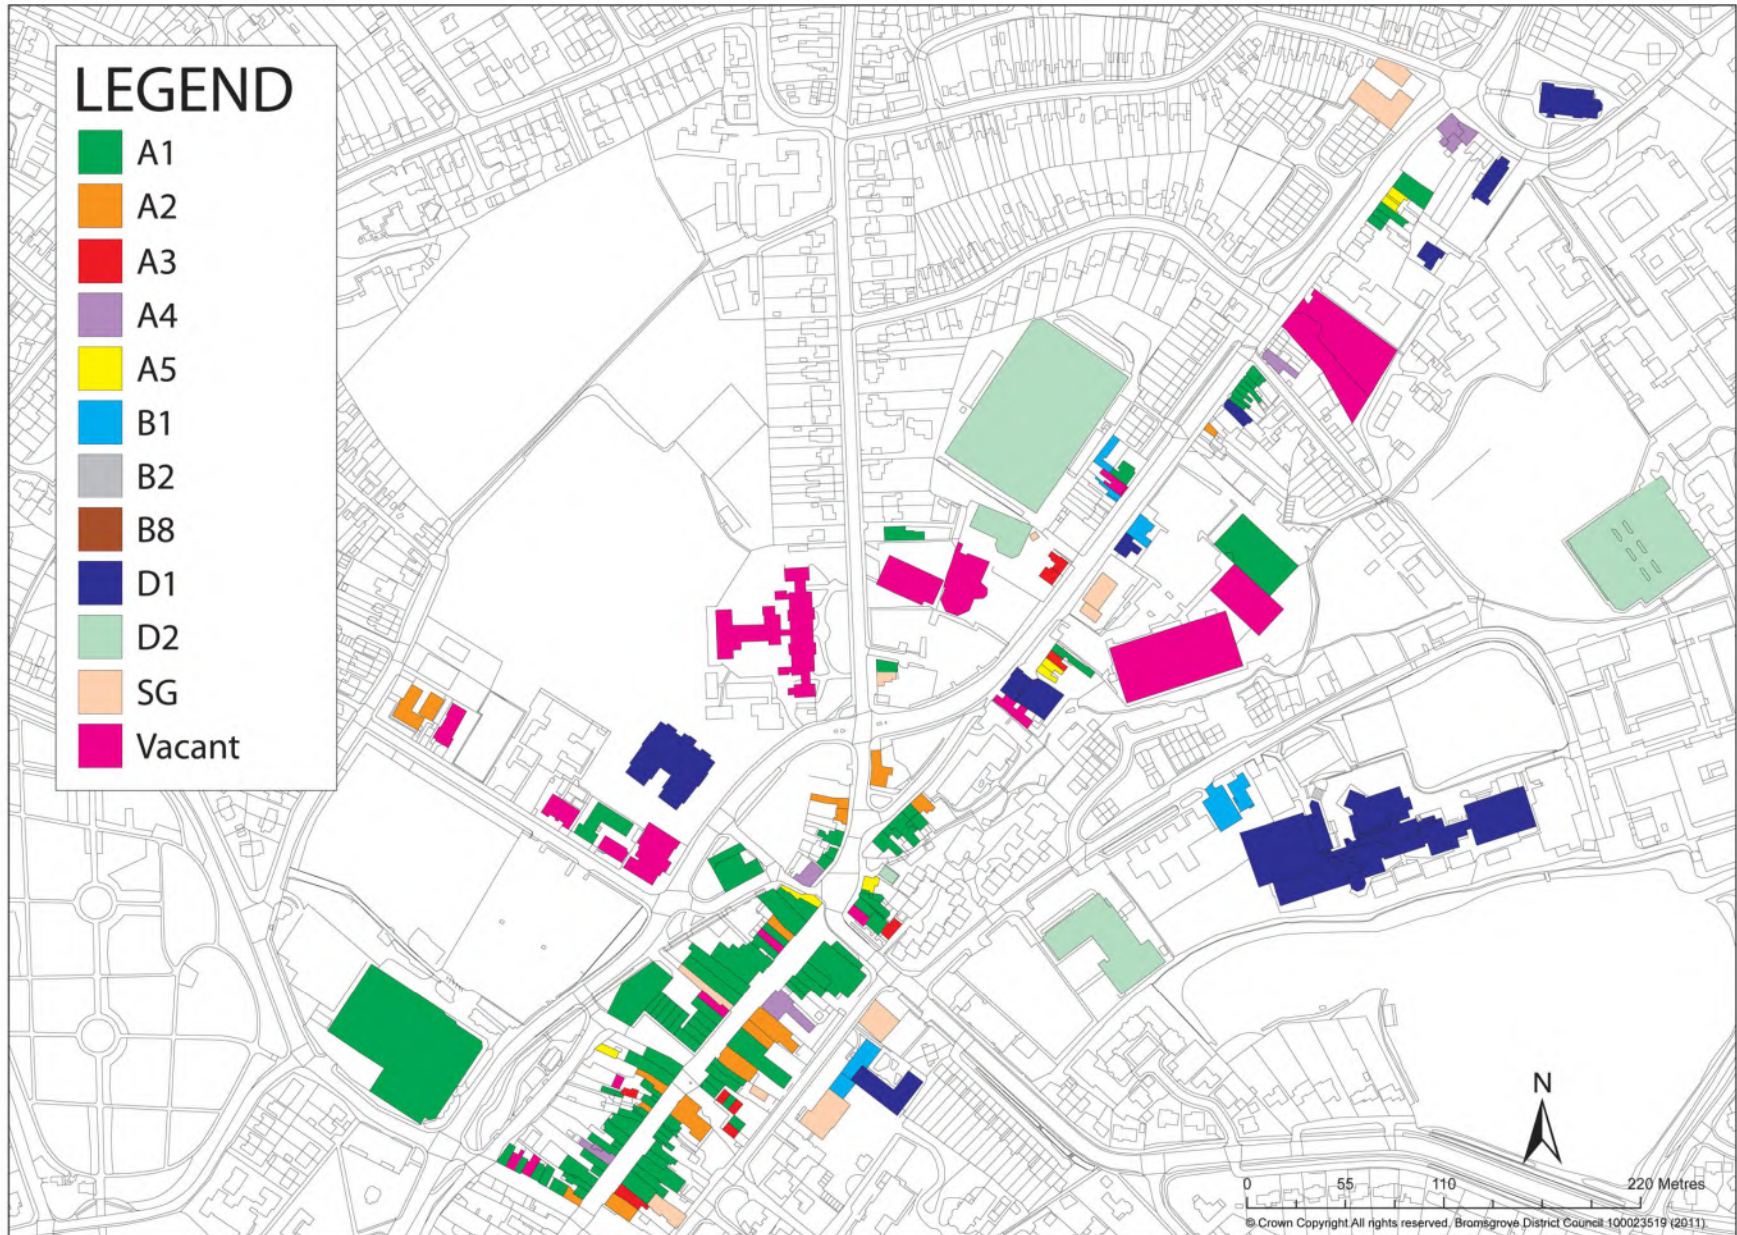 LEGEND
A1
A2
A3
A4
A5
B1
B2
B8
D1
D2
SG
Vacant
N
0 55 110 220 Metres
© Crown Copyright All rights reserved. Bromsgrove District Council 100023519 (2011)